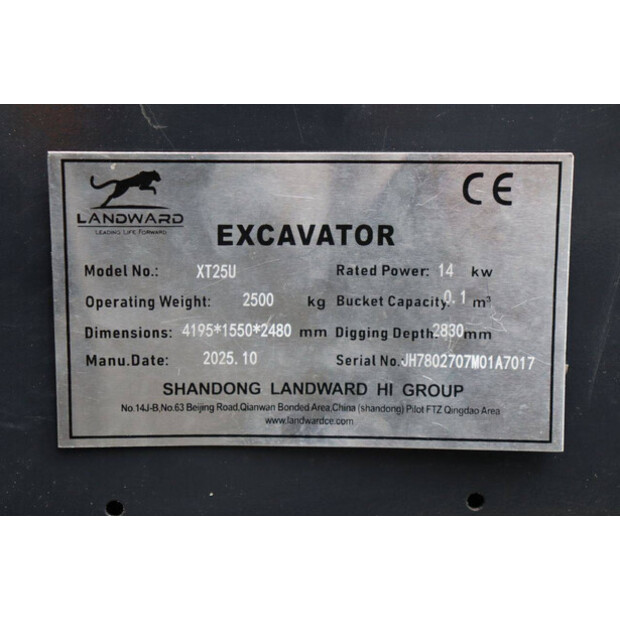 LANDWARD
LEADING LIFE FORWARD
CE
EXCAVATOR
Model No.: XT25U Rated Power: 14 kw
Operating Weight: 2500 kg Bucket Capacity: 0.1 m³
Dimensions: 4195*1550*2480 mm Digging Depth: 2830 mm
Manu.Date: 2025.10 Serial No. JH7802707M01A7017
SHANDONG LANDWARD HI GROUP
No.14J-B,No.63 Beijing Road,Qianwan Bonded Area,China (shandong) Pilot FTZ Qingdao Area
www.landwardce.com